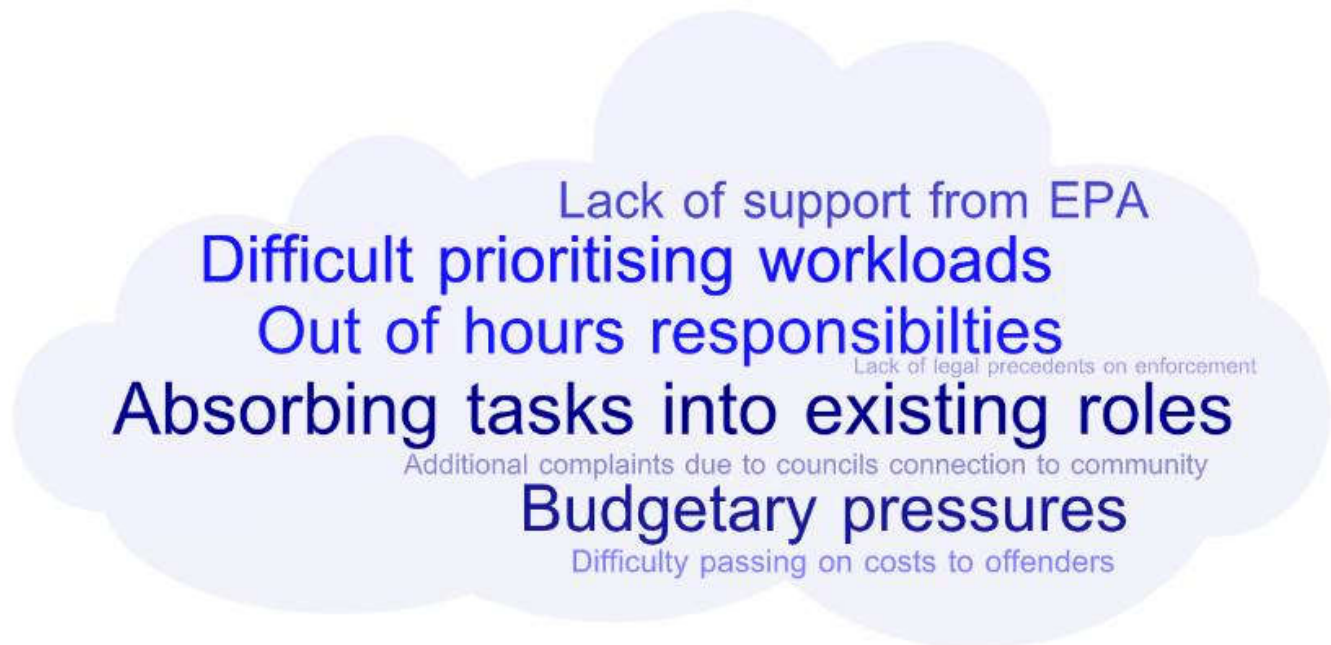 Lack of support from EPA
Difficult prioritising workloads
Out of hours responsibilties
Lack of legal precedents on enforcement
Absorbing tasks into existing roles
Additional complaints due to councils connection to community
Budgetary pressures
Difficulty passing on costs to offenders